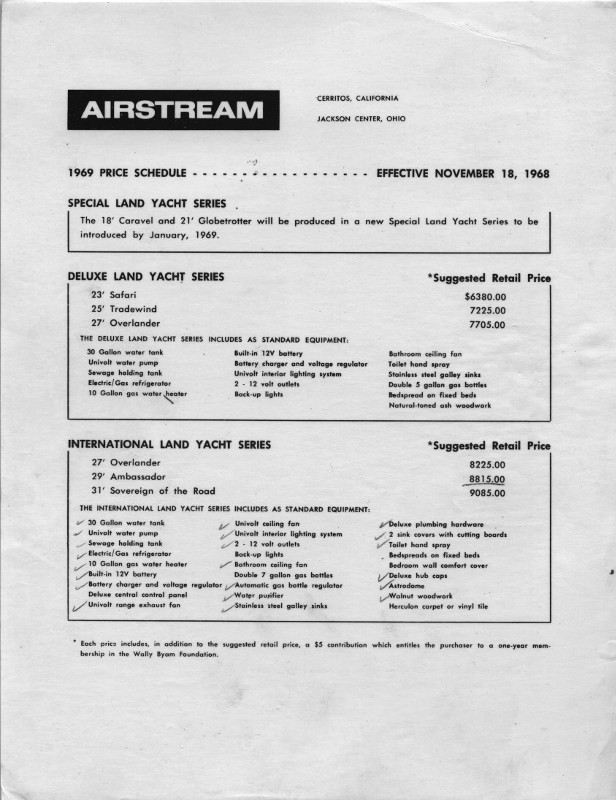 AIRSTREAM
CERRITOS, CALIFORNIA
JACKSON CENTER, OHIO
1969 PRICE SCHEDULE - - - - - - - - - - - - - - - - - - EFFECTIVE NOVEMBER 18, 1968
SPECIAL LAND YACHT SERIES
The 18' Caravel and 21' Globetrotter will be produced in a new Special Land Yacht Series to be
introduced by January, 1969.
DELUXE LAND YACHT SERIES *Suggested Retail Price
23' Safari $6380.00
25' Tradewind 7225.00
27' Overlander 7705.00
THE DELUXE LAND YACHT SERIES INCLUDES AS STANDARD EQUIPMENT:
30 Gallon water tank
Univolt water pump
Sewage holding tank
Electric/Gas refrigerator
10 Gallon gas water heater
Built-in 12V battery
Battery charger and voltage regulator
Univolt interior lighting system
2 - 12 volt outlets
Back-up lights
Bathroom ceiling fan
Toilet hand spray
Stainless steel galley sinks
Double 5 gallon gas bottles
Bedspread on fixed beds
Natural-toned ash woodwork
INTERNATIONAL LAND YACHT SERIES *Suggested Retail Price
27' Overlander 8225.00
29' Ambassador 8815.00
31' Sovereign of the Road 9085.00
THE INTERNATIONAL LAND YACHT SERIES INCLUDES AS STANDARD EQUIPMENT:
30 Gallon water tank
Univolt water pump
Sewage holding tank
Electric/Gas refrigerator
10 Gallon gas water heater
Built-in 12V battery
Battery charger and voltage regulator
Deluxe central control panel
Univolt range exhaust fan
Univolt ceiling fan
Univolt interior lighting system
2 - 12 volt outlets
Back-up lights
Bathroom ceiling fan
Double 7 gallon gas bottles
Automatic gas bottle regulator
Water purifier
Stainless steel galley sinks
Deluxe plumbing hardware
2 sink covers with cutting boards
Toilet hand spray
Bedspreads on fixed beds
Bedroom wall comfort cover
Deluxe hub caps
Astrodome
Walnut woodwork
Herculon carpet or vinyl tile
* Each price includes, in addition to the suggested retail price, a $5 contribution which entitles the purchaser to a one-year mem-
bership in the Wally Byam Foundation.